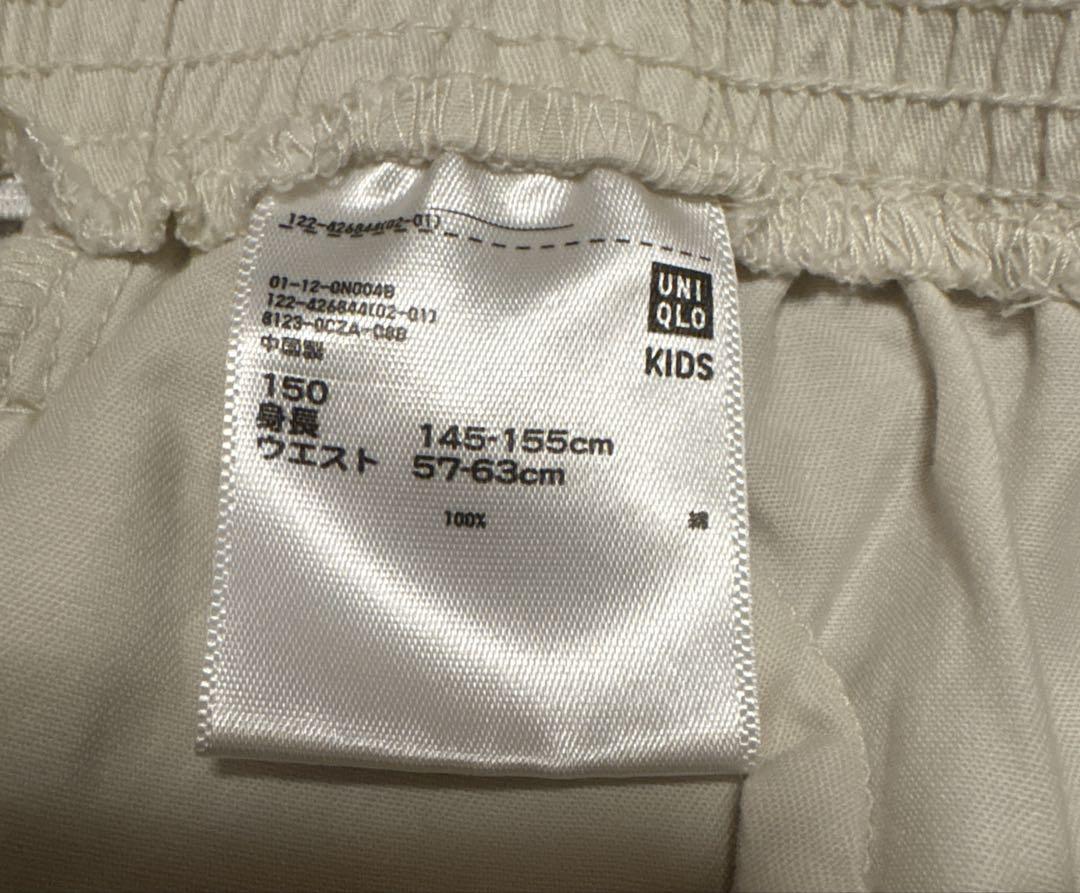 122-426844(02-01)
UNI
QLO
KIDS
01-12-GN004B
122-426844(02-01)
8123-0CZA-08B
中国製
150
身長 145-155cm
ウエスト 57-63cm
100% 綿